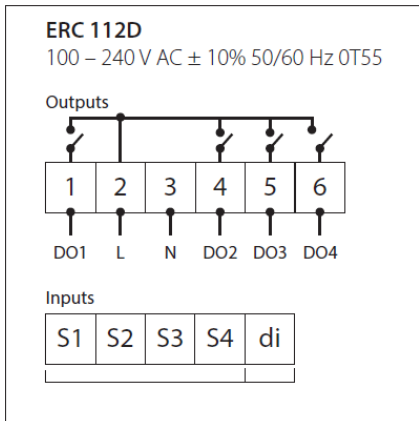 ERC 112D
100 – 240 V AC ± 10% 50/60 Hz 0T55
Outputs
1 2 3 4 5 6
DO1 L N DO2 DO3 DO4
Inputs
S1 S2 S3 S4 di